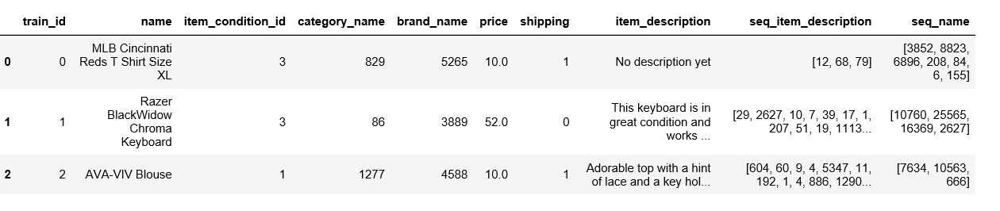 train_id name item_condition_id category_name brand_name price shipping item_description seq_item_description seq_name
0 0 MLB Cincinnati Reds T Shirt Size XL 3 829 5265 10.0 1 No description yet [12, 68, 79] [3852, 8823, 6896, 208, 84, 6, 155]
1 1 Razer BlackWidow Chroma Keyboard 3 86 3889 52.0 0 This keyboard is in great condition and works ... [29, 2627, 10, 7, 39, 17, 1, 207, 51, 19, 1113... [10760, 25565, 16369, 2627]
2 2 AVA-VIV Blouse 1 1277 4588 10.0 1 Adorable top with a hint of lace and a key hol... [604, 60, 9, 4, 5347, 11, 192, 1, 4, 886, 1290... [7634, 10563, 666]